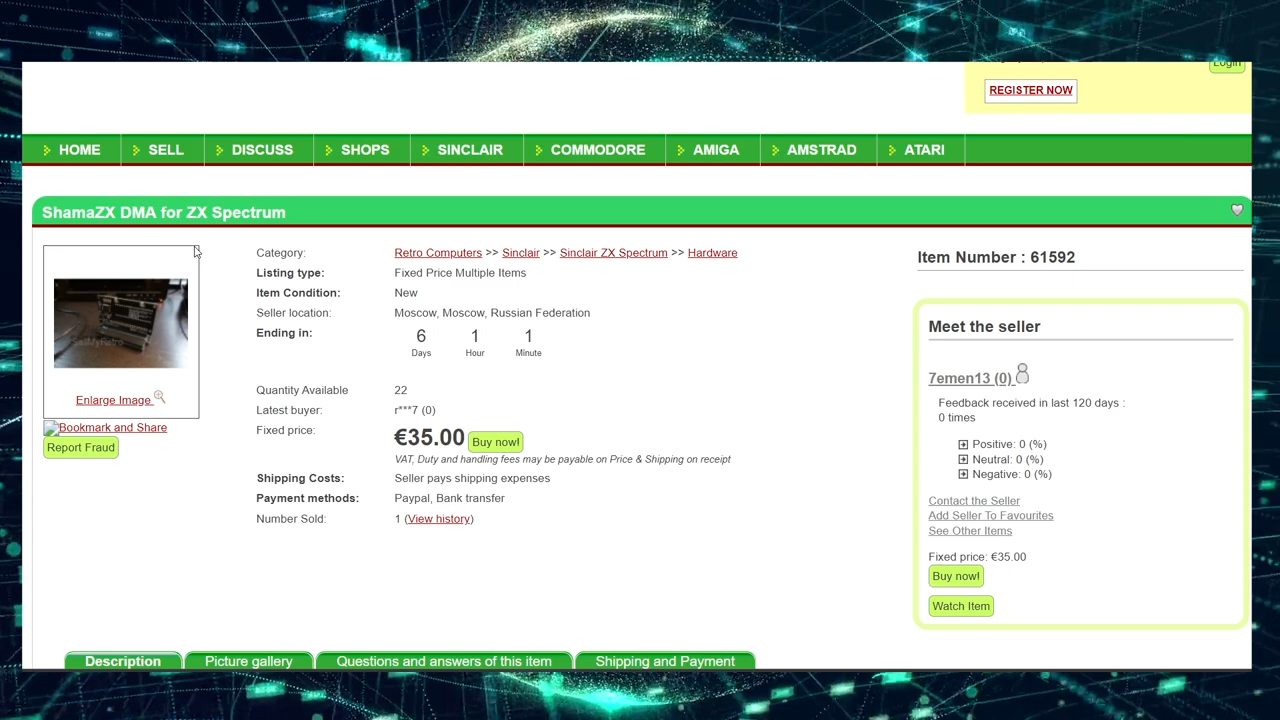 Login
REGISTER NOW
HOME SELL DISCUSS SHOPS SINCLAIR COMMODORE AMIGA AMSTRAD ATARI
ShamaZX DMA for ZX Spectrum
SellMyRetro
Enlarge Image
Bookmark and Share
Report Fraud
Category: Retro Computers >> Sinclair >> Sinclair ZX Spectrum >> Hardware
Listing type: Fixed Price Multiple Items
Item Condition: New
Seller location: Moscow, Moscow, Russian Federation
Ending in: 6 1 1
Days Hour Minute
Quantity Available 22
Latest buyer: r***7 (0)
Fixed price: €35.00 Buy now!
VAT, Duty and handling fees may be payable on Price & Shipping on receipt
Shipping Costs: Seller pays shipping expenses
Payment methods: Paypal, Bank transfer
Number Sold: 1 (View history)
Item Number : 61592
Meet the seller
7emen13 (0)
Feedback received in last 120 days :
0 times
Positive: 0 (%)
Neutral: 0 (%)
Negative: 0 (%)
Contact the Seller
Add Seller To Favourites
See Other Items
Fixed price: €35.00
Buy now!
Watch Item
Description Picture gallery Questions and answers of this item Shipping and Payment